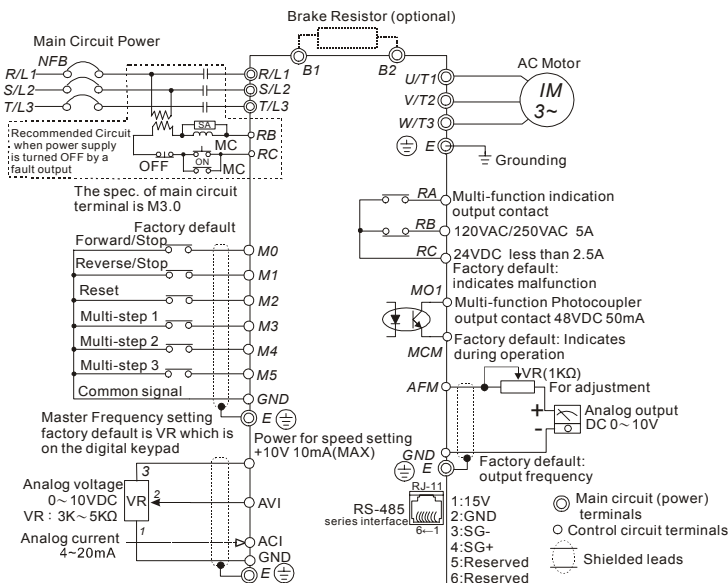 Brake Resistor (optional)
Main Circuit Power
NFB
R/L1
S/L2
T/L3
R/L1
S/L2
T/L3
B1
B2
U/T1
V/T2
W/T3
E
AC Motor
IM
3~
Grounding
Recommended Circuit
when power supply
is turned OFF by a
fault output
SA
MC
OFF
ON
MC
RB
RC
The spec. of main circuit
terminal is M3.0
Factory default
Forward/Stop
Reverse/Stop
Reset
Multi-step 1
Multi-step 2
Multi-step 3
Common signal
M0
M1
M2
M3
M4
M5
GND
E
RA
RB
RC
Multi-function indication
output contact
120VAC/250VAC 5A
24VDC less than 2.5A
Factory default:
indicates malfunction
MO1
Multi-function Photocoupler
output contact 48VDC 50mA
MCM
Factory default: Indicates
during operation
AFM
VR(1KΩ)
For adjustment
+
-
Analog output
DC 0~10V
GND
E
Factory default:
output frequency
Master Frequency setting
factory default is VR which is
on the digital keypad
Power for speed setting
+10V 10mA(MAX)
Analog voltage
0~10VDC
VR : 3K~5KΩ
VR
3
2
1
AVI
Analog current
4~20mA
ACI
GND
E
RJ-11
RS-485
series interface
6←1
1:15V
2:GND
3:SG-
4:SG+
5:Reserved
6:Reserved
Main circuit (power)
terminals
Control circuit terminals
Shielded leads